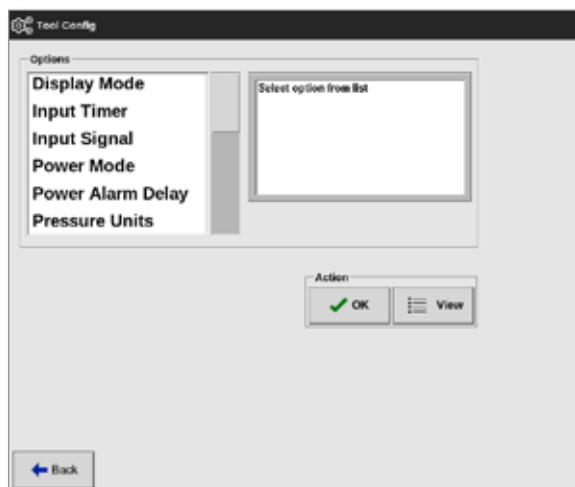 Tool Config
Options
Display Mode
Input Timer
Input Signal
Power Mode
Power Alarm Delay
Pressure Units
Select option from list
Action
OK
View
Back